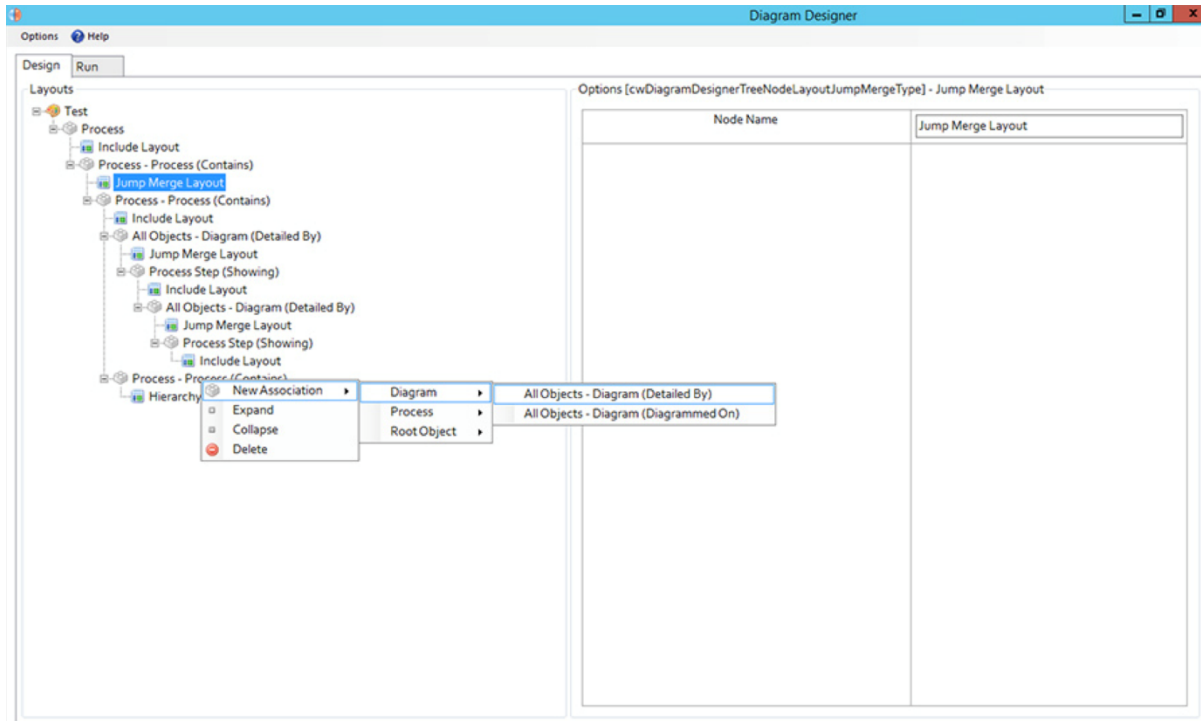 Diagram Designer
Options Help
Design Run
Layouts
Test
Process
Include Layout
Process - Process (Contains)
Jump Merge Layout
Process - Process (Contains)
Include Layout
All Objects - Diagram (Detailed By)
Jump Merge Layout
Process Step (Showing)
Include Layout
All Objects - Diagram (Detailed By)
Jump Merge Layout
Process Step (Showing)
Include Layout
Process - Process (Contains)
Hierarchy
New Association
Expand
Collapse
Delete
Diagram
Process
Root Object
All Objects - Diagram (Detailed By)
All Objects - Diagram (Diagrammed On)
Options [cwDiagramDesignerTreeNodeLayoutJumpMergeType] - Jump Merge Layout
Node Name Jump Merge Layout